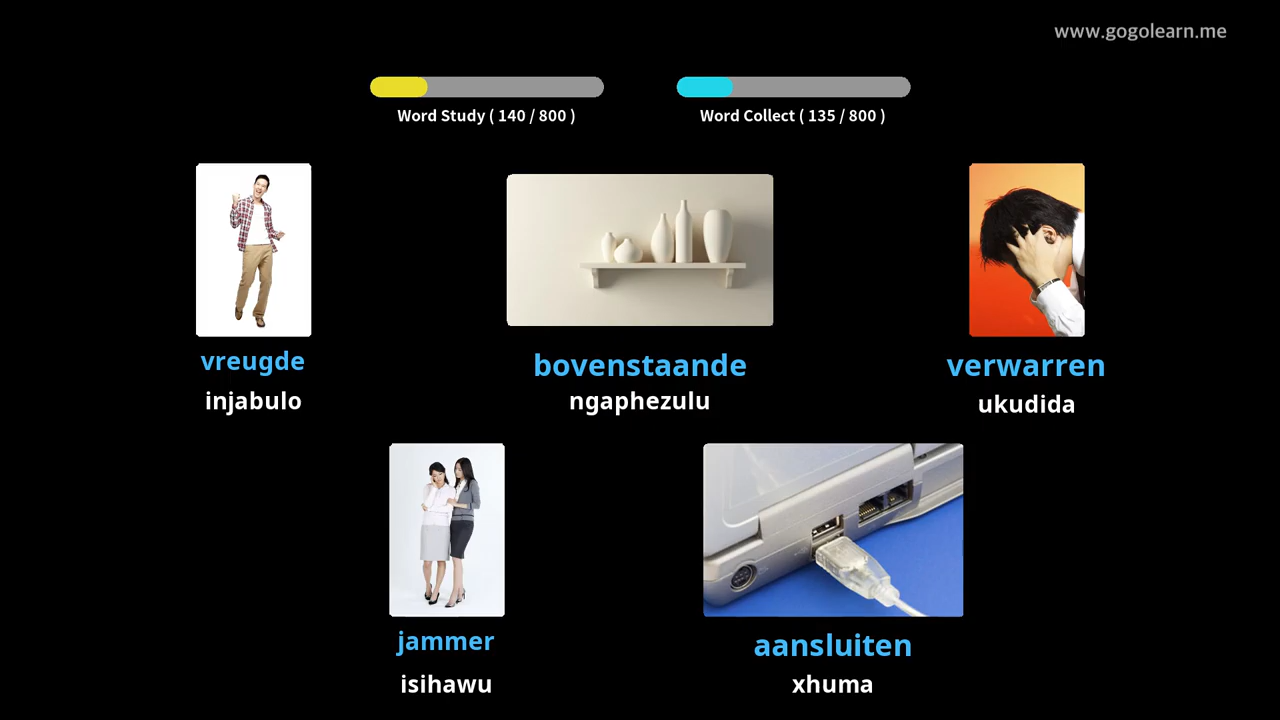 www.gogolearn.me
Word Study ( 140 / 800 )
Word Collect ( 135 / 800 )
vreugde
injabulo
bovenstaande
ngaphezulu
verwarren
ukudida
jammer
isihawu
aansluiten
xhuma